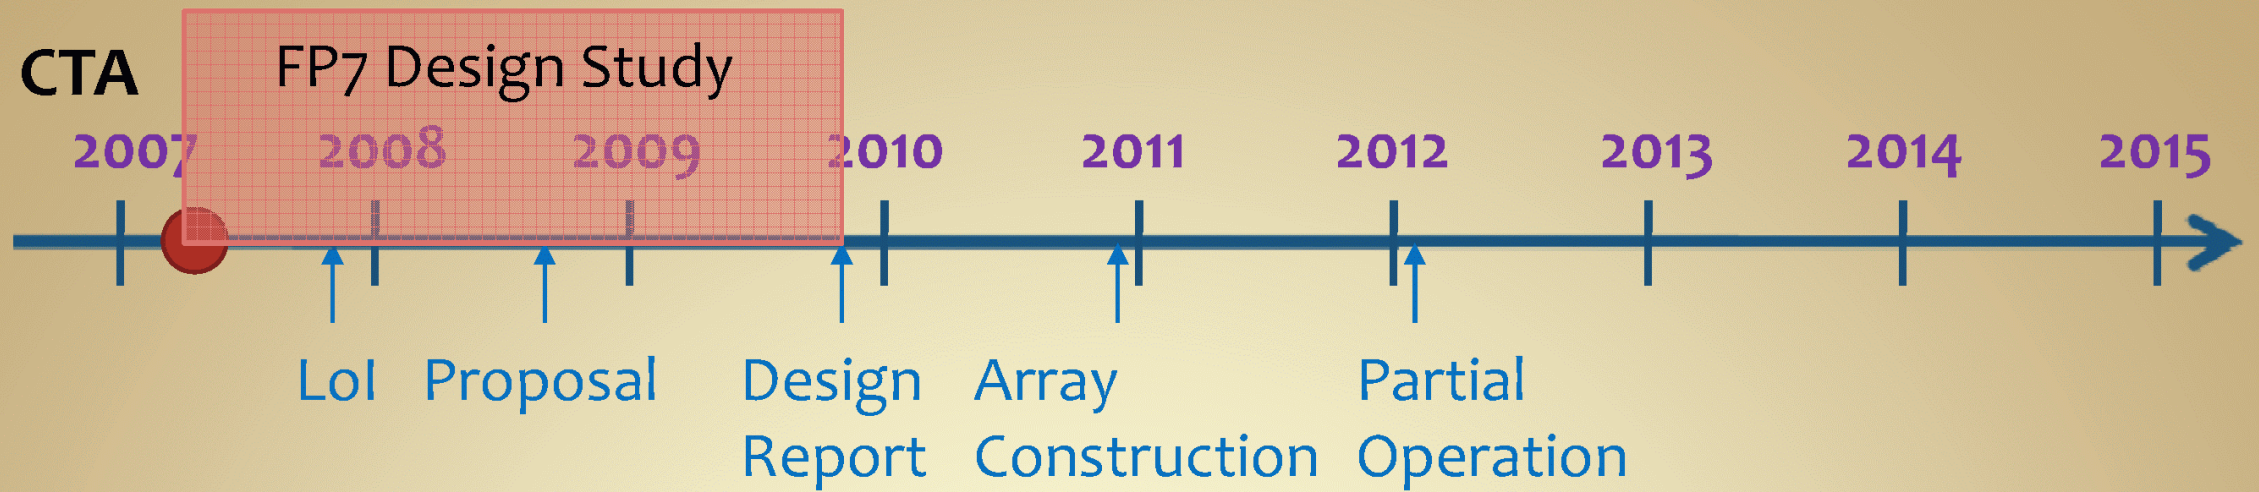 CTA
FP7 Design Study
2007 2008 2009 2010 2011 2012 2013 2014 2015
LoI Proposal Design Array Partial
Report Construction Operation